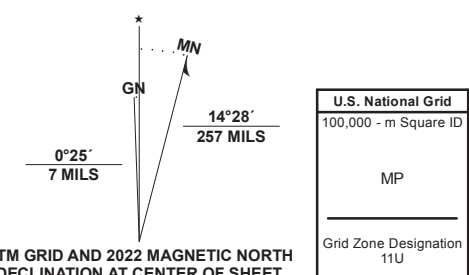 ★
MN
GN
14°28´
257 MILS
0°25´
7 MILS
TM GRID AND 2022 MAGNETIC NORTH
DECLINATION AT CENTER OF SHEET
U.S. National Grid
100,000 - m Square ID
MP
Grid Zone Designation
11U